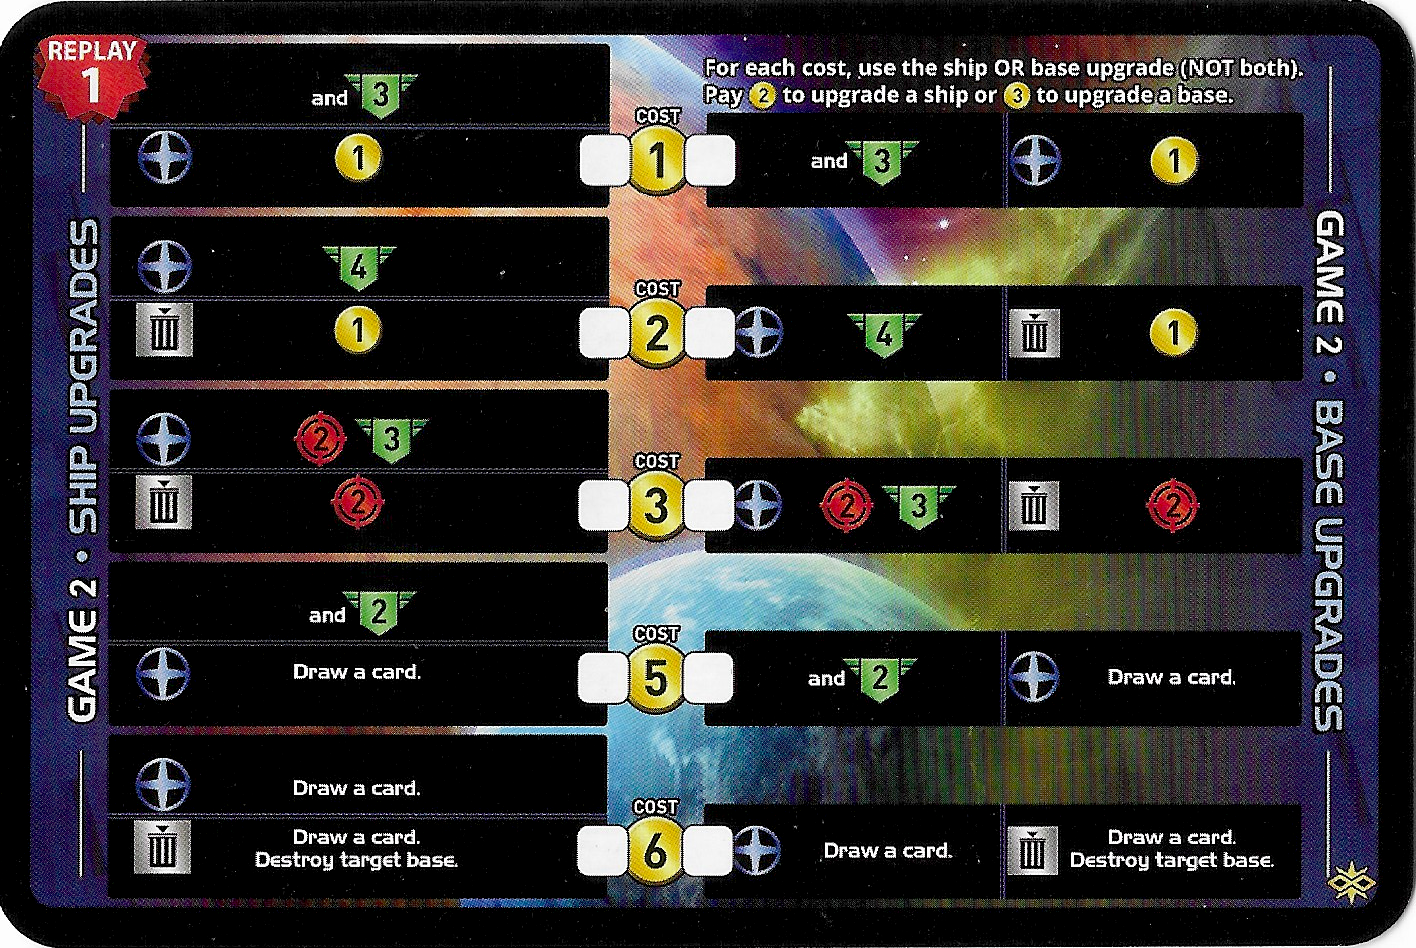 REPLAY
1
GAME 2 • SHIP UPGRADES
and 3
1
4
1
2 3
2
and 2
Draw a card.
Draw a card.
Draw a card.
Destroy target base.
COST
1
COST
2
COST
3
COST
5
COST
6
For each cost, use the ship OR base upgrade (NOT both).
Pay 2 to upgrade a ship or 3 to upgrade a base.
and 3
1
4
1
2 3
2
and 2
Draw a card.
Draw a card.
Draw a card.
Destroy target base.
GAME 2 • BASE UPGRADES